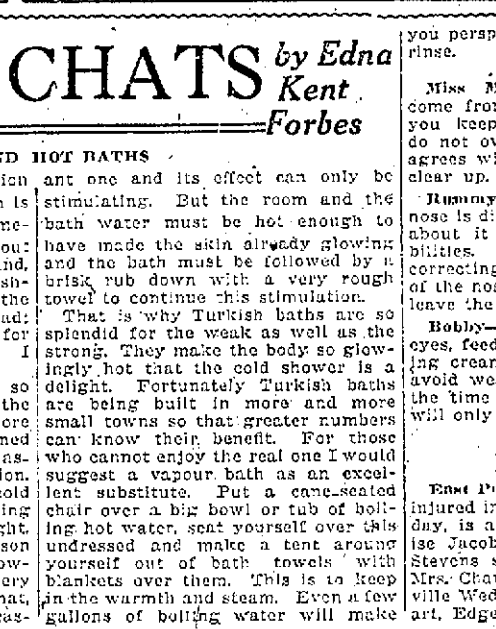 CHATS
by Edna
Kent
Forbes
HOT BATHS
ant one and its effect can only be
stimulating. But the room and the
bath water must be hot enough to
have made the skin already glowing
and the bath must be followed by a
brisk rub down with a very rough
towel to continue this stimulation.
That is why Turkish baths are so
splendid for the weak as well as the
strong. They make the body so glow-
ingly hot that the cold shower is a
delight. Fortunately Turkish baths
are being built in more and more
small towns so that greater numbers
can know their benefit. For those
who cannot enjoy the real one I would
suggest a vapour bath as an excel-
lent substitute. Put a cane-seated
chair over a big bowl or tub of boil-
ing hot water, seat yourself over this
undressed and make a tent around
yourself out of bath towels with
blankets over them. This is to keep
in the warmth and steam. Even a few
gallons of boiling water will make
is
the
for
I
so
the
you persp
rinse.
Miss M
come from
you keep
do not ov
agrees wi
clear up.
Rummy
nose is di
about it
bilities.
correcting
of the nos
leave the
Bobby—
eyes, feed
ing crean
avoid we
the time
will only
East P
injured in
day, is a
ise Jacob
Stevens s
Mrs. Cha
ville Wed
art, Edge